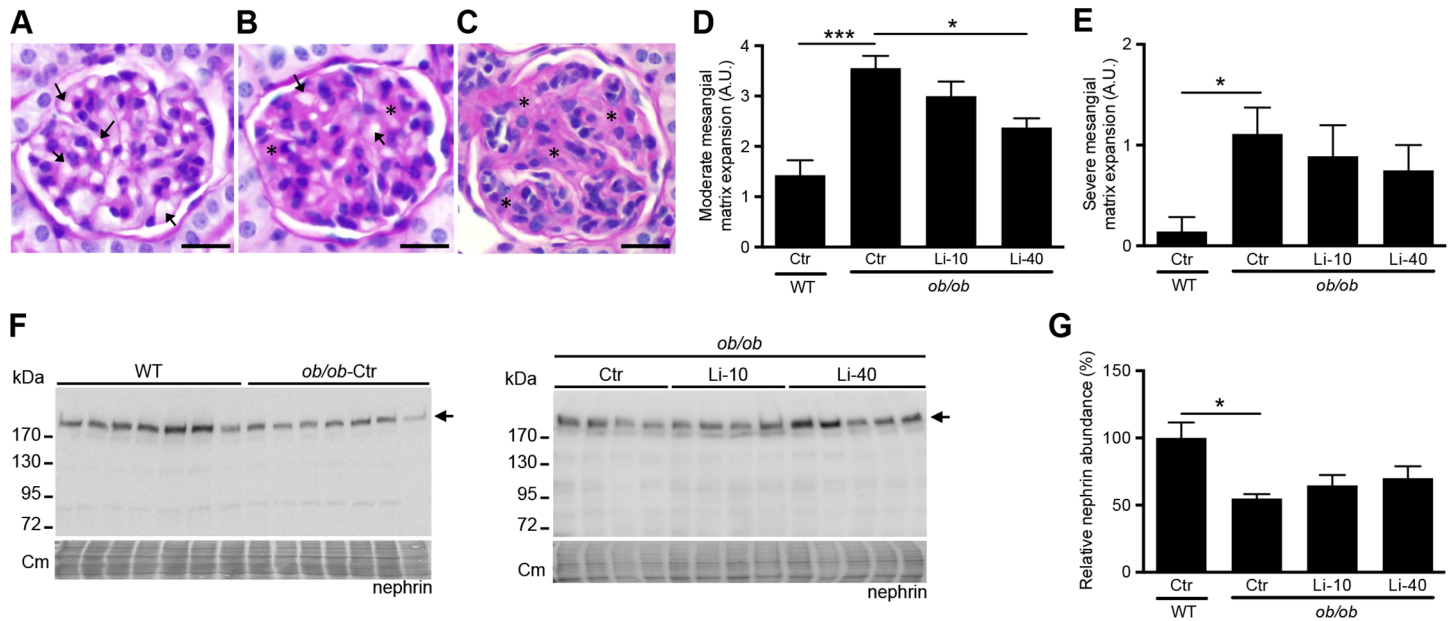 A
B
C
*
*
*
*
*
*
D
Moderate mesangial
matrix expansion (A.U.)
4
3
2
1
0
***
*
Ctr
Ctr
Li-10
Li-40
WT
ob/ob
E
Severe mesangial
matrix expansion (A.U.)
2
1
0
*
Ctr
Ctr
Li-10
Li-40
WT
ob/ob
F
kDa
WT
ob/ob-Ctr
170
130
95
72
Cm
nephrin
ob/ob
kDa
Ctr
Li-10
Li-40
170
130
95
72
Cm
nephrin
G
Relative nephrin abundance (%)
150
100
50
0
*
Ctr
Ctr
Li-10
Li-40
WT
ob/ob